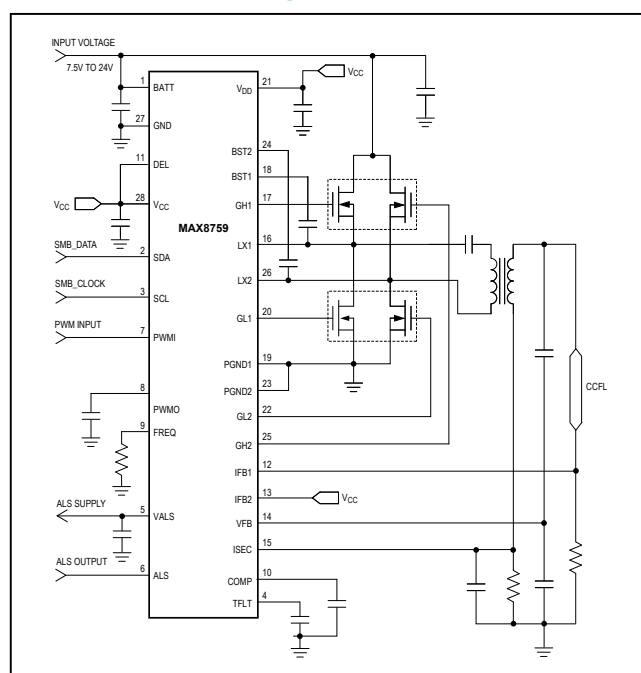 INPUT VOLTAGE
7.5V TO 24V
1
BATT
27
GND
11
DEL
VCC
28
VCC
SMB_DATA
2
SDA
SMB_CLOCK
3
SCL
PWM INPUT
7
PWMI
8
PWMO
9
FREQ
ALS SUPPLY
5
VALS
ALS OUTPUT
6
ALS
MAX8759
VDD
21
VCC
BST2
24
BST1
18
GH1
17
LX1
16
LX2
26
GL1
20
PGND1
19
PGND2
23
GL2
22
GH2
25
IFB1
12
IFB2
13
VCC
VFB
14
ISEC
15
COMP
10
TFLT
4
CCFL